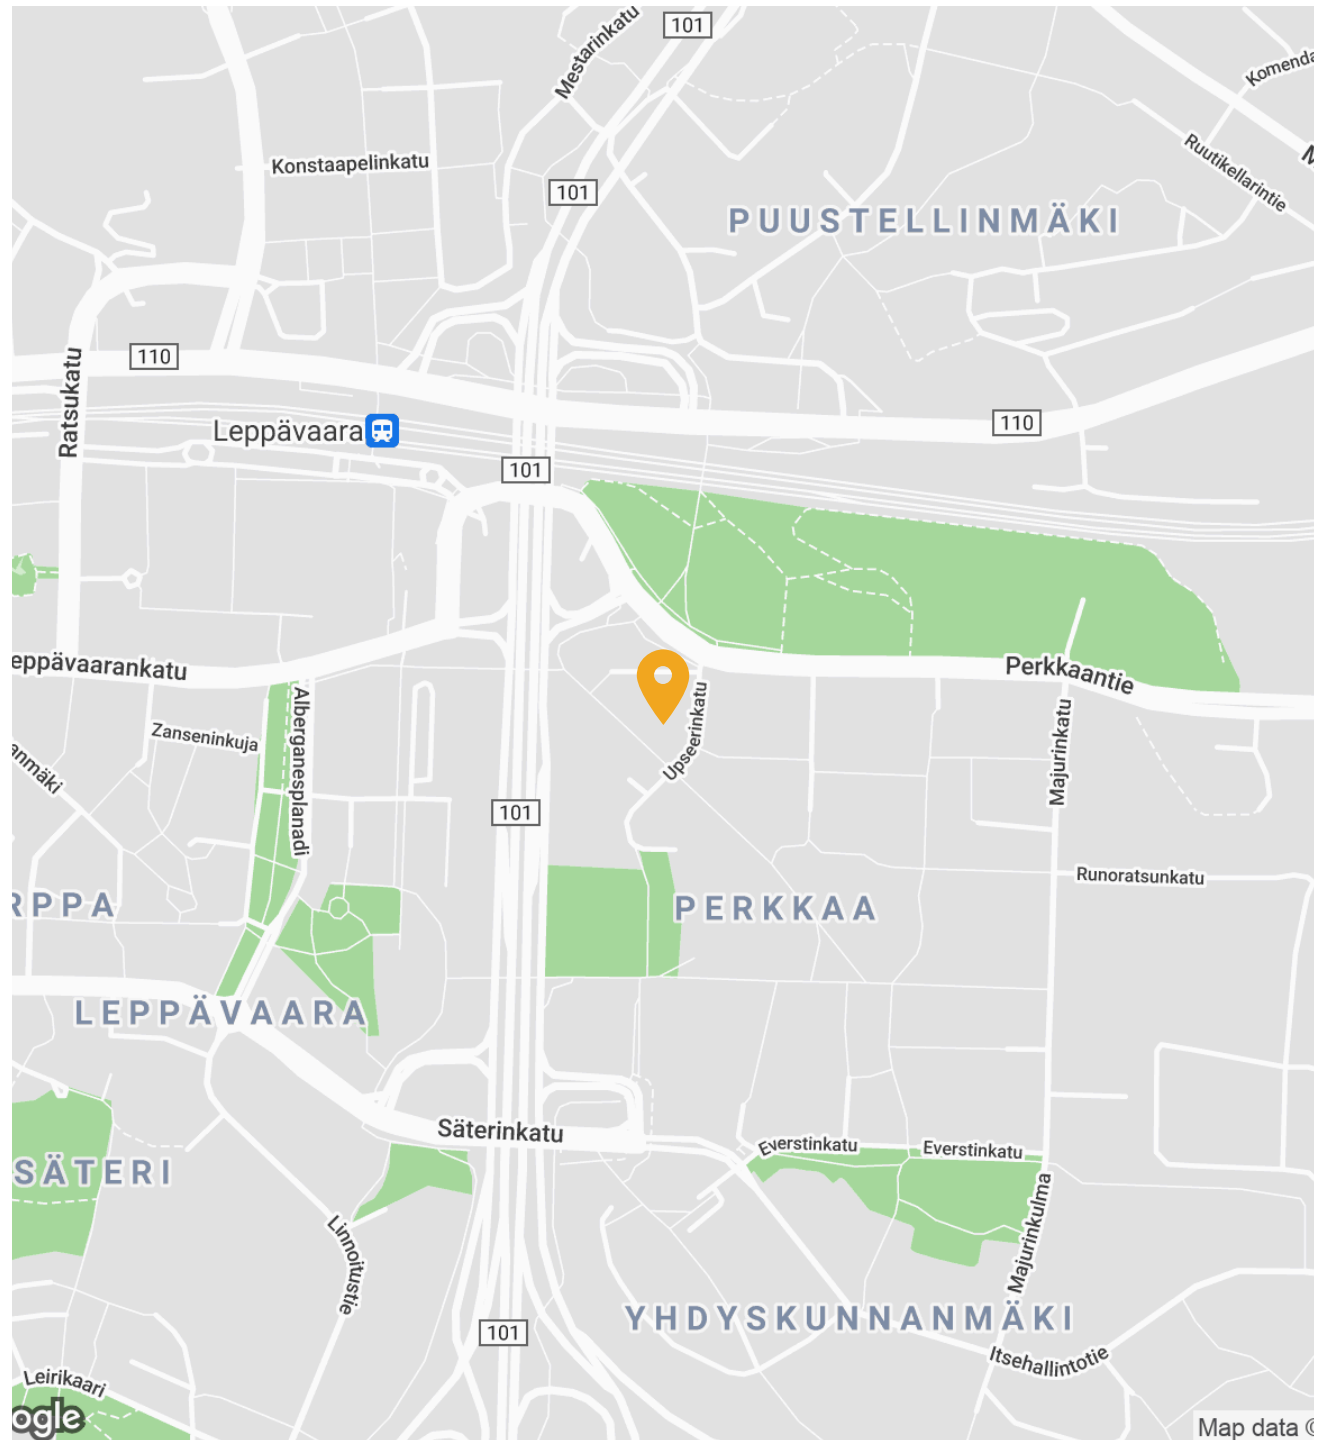 101
Mestarinkatu
Komenda
Konstaapelinkatu
Ruutikellarintie
M
101
PUUSTELLINMÄKI
110
Ratsukatu
110
Leppävaara
101
eppävaarankatu
Perkkaantie
Alberganesplanadi
Upseerinkatu
Majurinkatu
Zanseninkuja
anmäki
101
Runoratsunkatu
RPPA
PERKKAA
LEPPÄVAARA
Säterinkatu
Everstinkatu
Everstinkatu
SÄTERI
Majurinkulma
Linnoitustie
101
YHDYSKUNNANMÄKI
Itsehallintotie
Leirikaari
ogle
Map data ©